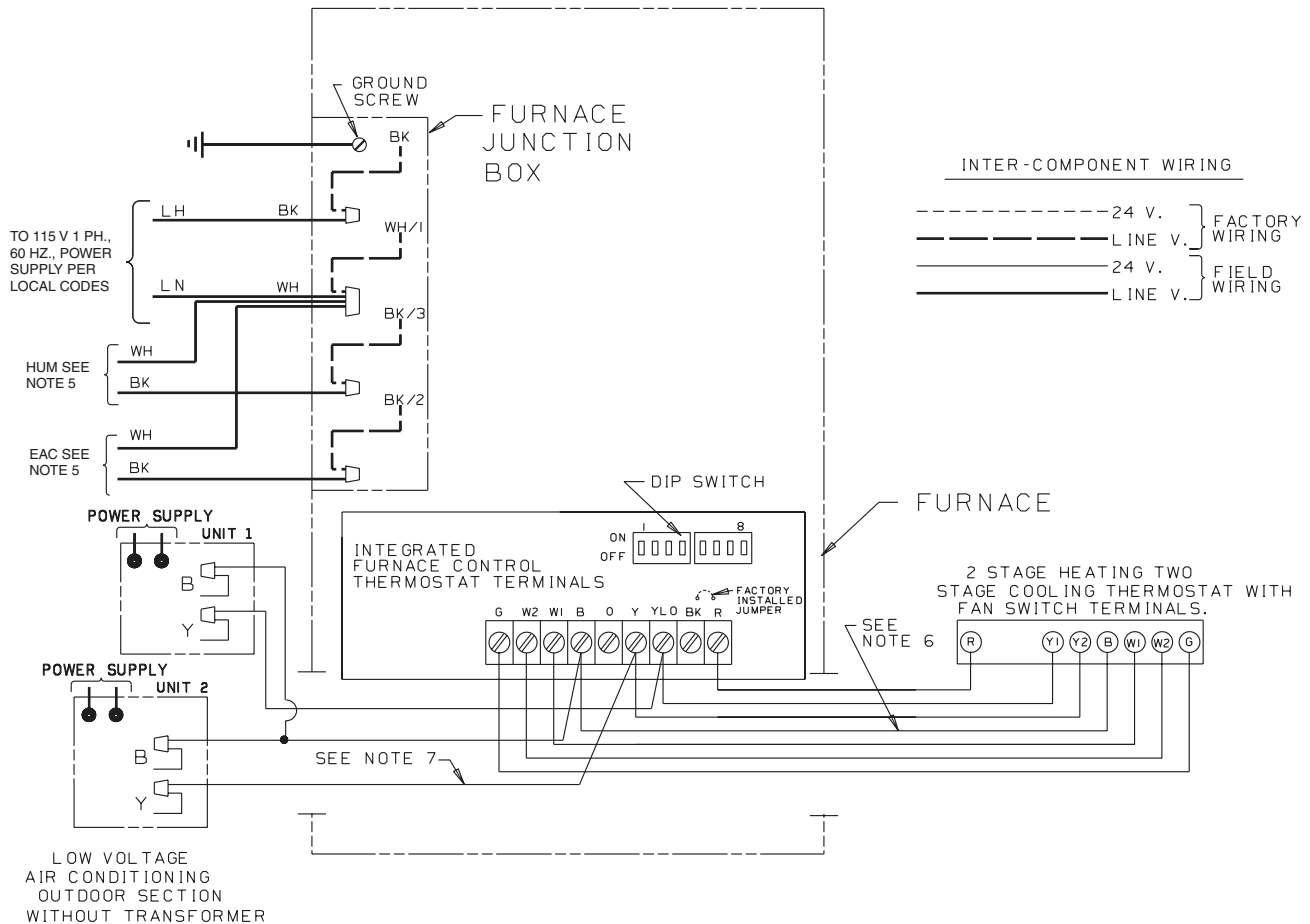 GROUND
SCREW
BK
FURNACE
JUNCTION
BOX
LH
BK
WH/1
TO 115 V 1 PH.,
60 HZ., POWER
SUPPLY PER
LOCAL CODES
LN
WH
BK/3
WH
HUM SEE
NOTE 5
BK
BK/2
WH
EAC SEE
NOTE 5
BK
INTER-COMPONENT WIRING
24 V.
LINE V.
FACTORY
WIRING
24 V.
LINE V.
FIELD
WIRING
DIP SWITCH
FURNACE
POWER SUPPLY
UNIT 1
B
Y
POWER SUPPLY
UNIT 2
B
Y
INTEGRATED
FURNACE CONTROL
THERMOSTAT TERMINALS
1 8
ON
OFF
FACTORY
INSTALLED
JUMPER
G W2 W1 B O Y YLO BK R
2 STAGE HEATING TWO
STAGE COOLING THERMOSTAT WITH
FAN SWITCH TERMINALS.
SEE
NOTE 6
R Y1 Y2 B W1 W2 G
SEE NOTE 7
LOW VOLTAGE
AIR CONDITIONING
OUTDOOR SECTION
WITHOUT TRANSFORMER